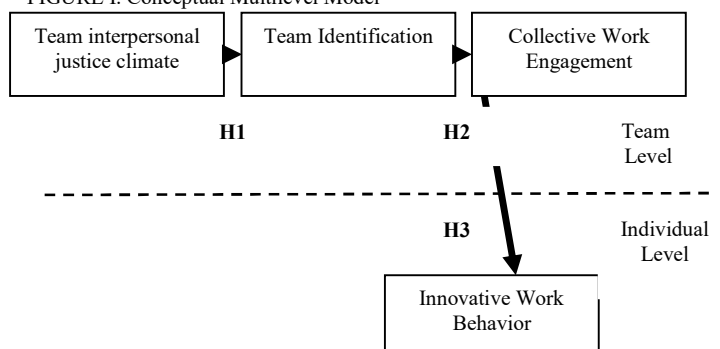 FIGURE I. Conceptual Multilevel Model
Team interpersonal
justice climate
Team Identification
Collective Work
Engagement
H1
H2
Team
Level
H3
Individual
Level
Innovative Work
Behavior